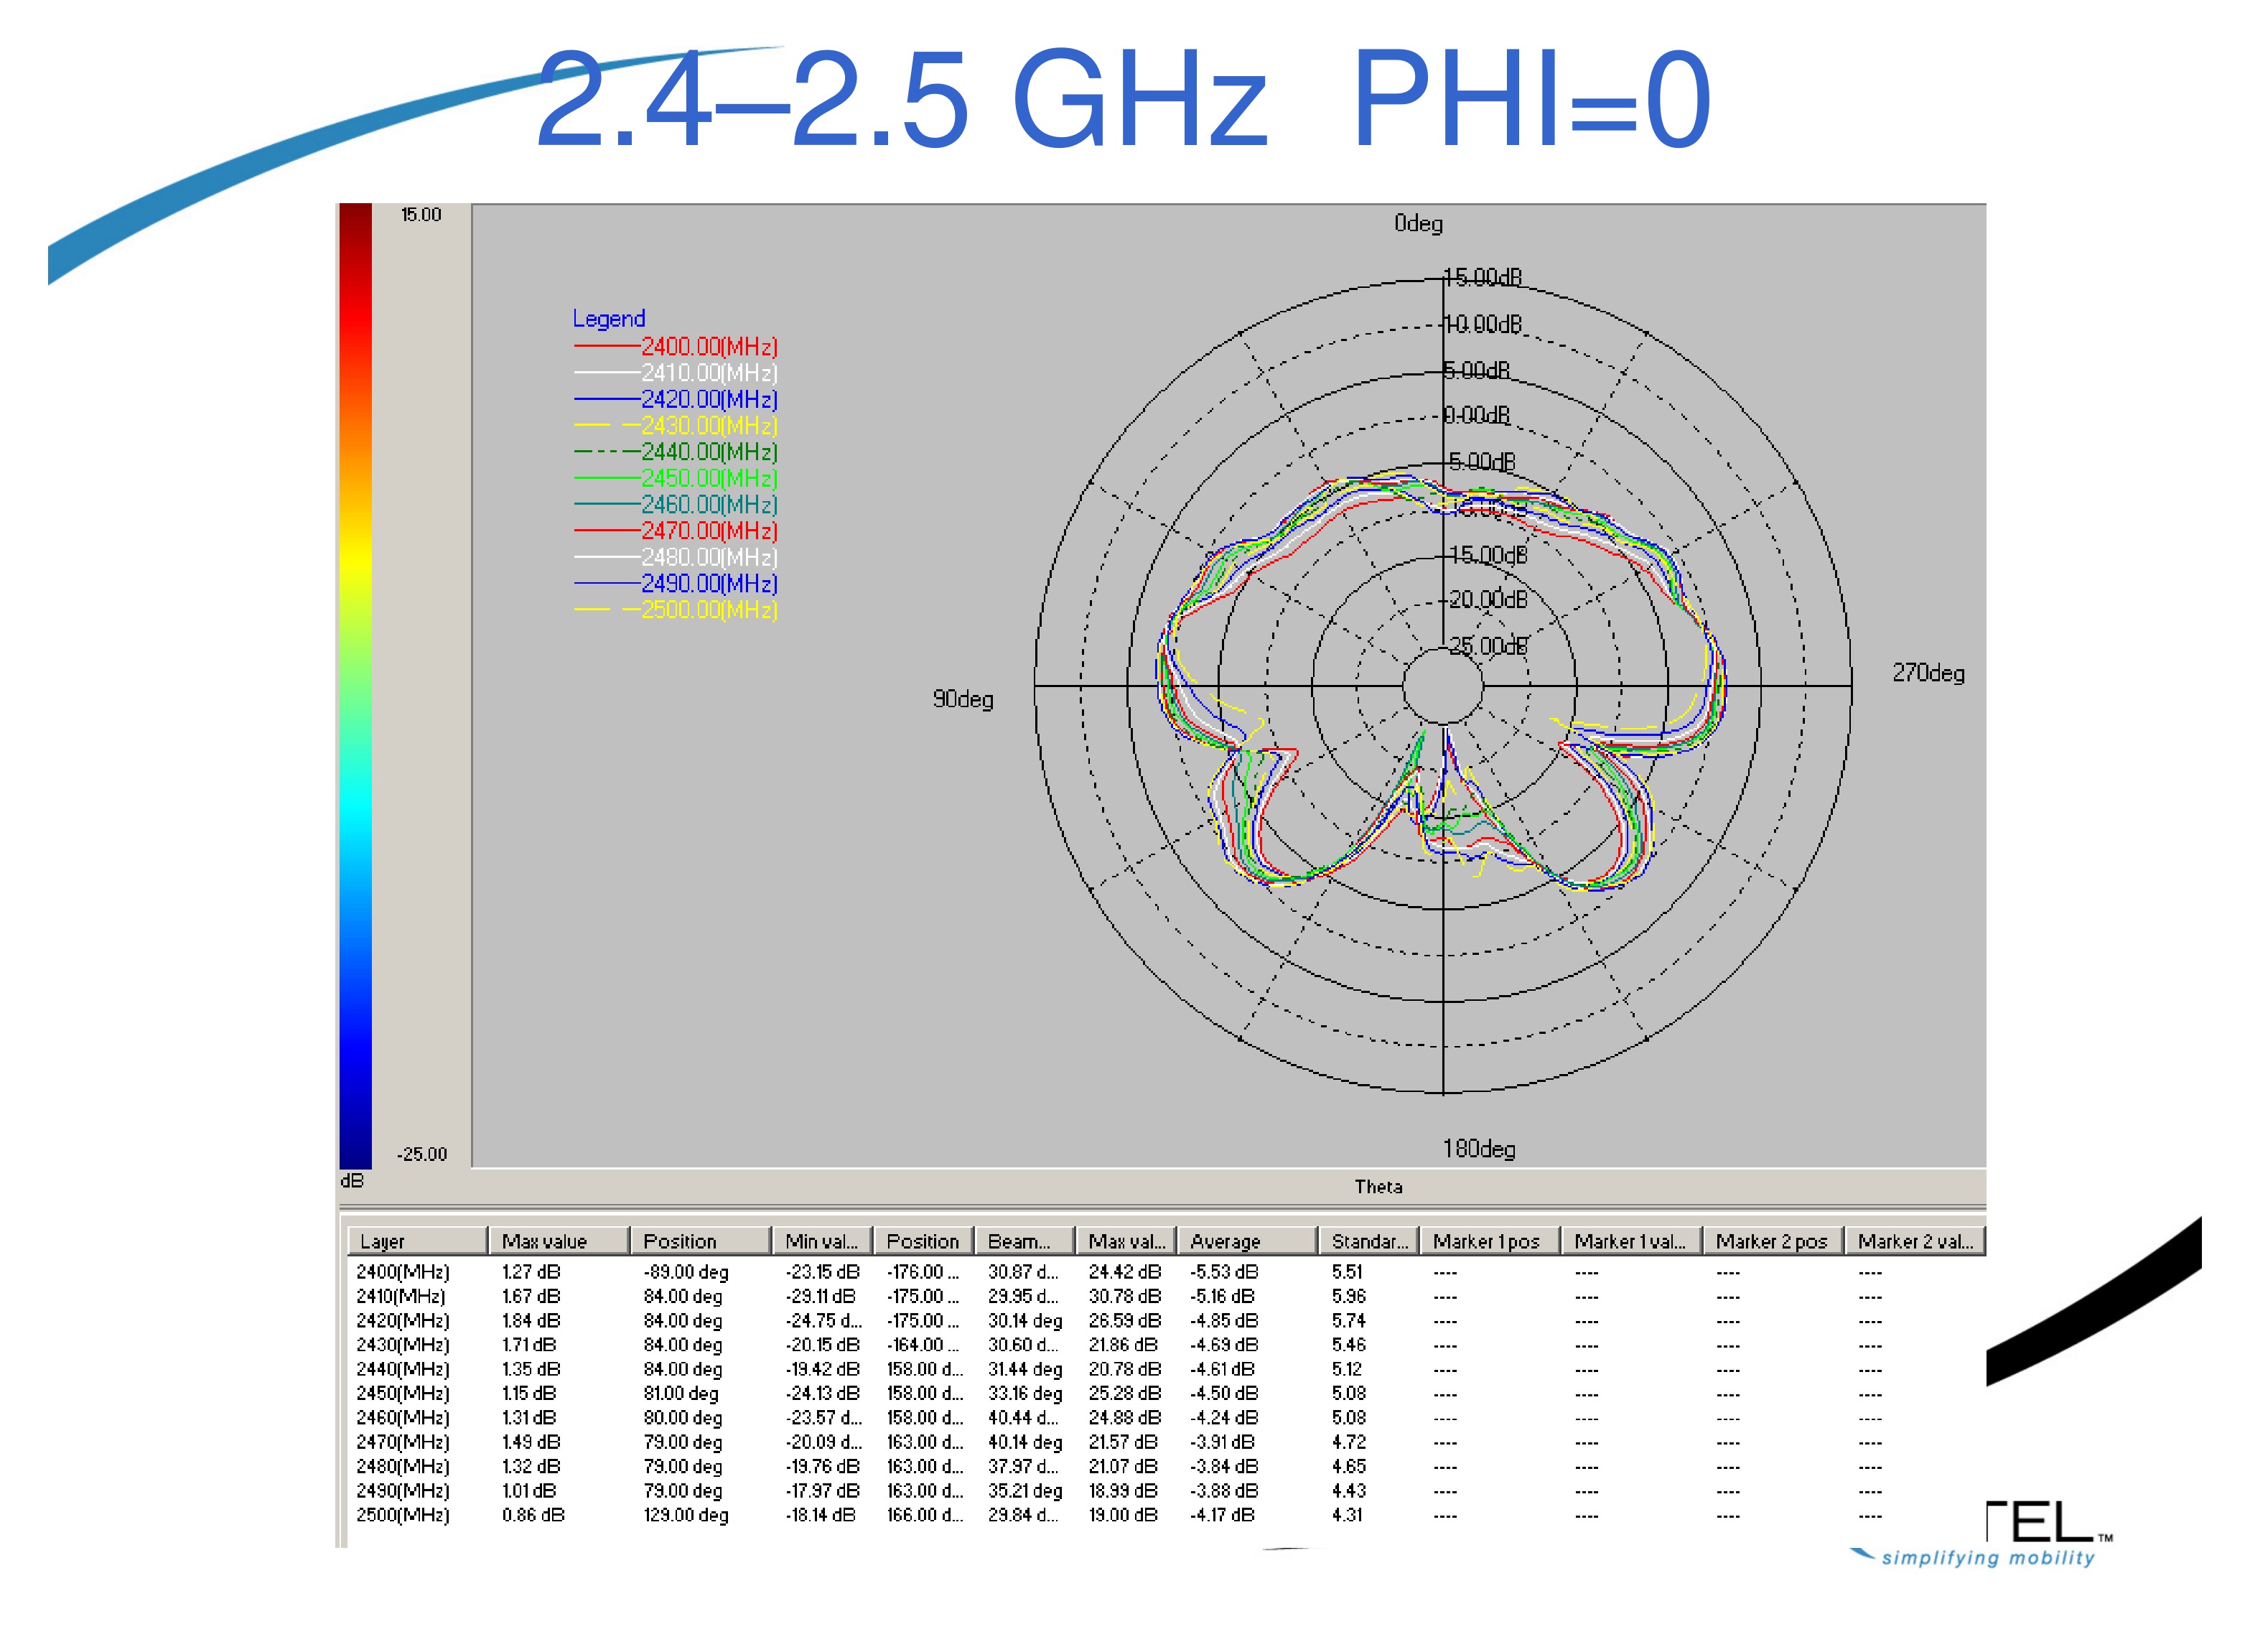 2.4–2.5 GHz PHI=0
15.00
0deg
15.00dB
10.00dB
5.00dB
0.00dB
-5.00dB
-15.00dB
-20.00dB
-25.00dB
Legend
2400.00(MHz)
2410.00(MHz)
2420.00(MHz)
2430.00(MHz)
2440.00(MHz)
2450.00(MHz)
2460.00(MHz)
2470.00(MHz)
2480.00(MHz)
2490.00(MHz)
2500.00(MHz)
90deg
270deg
180deg
-25.00
dB
Theta
Layer Max value Position Min val... Position Beam... Max val... Average Standar... Marker 1 pos Marker 1 val... Marker 2 pos Marker 2 val...
2400(MHz) 1.27 dB -89.00 deg -23.15 dB -176.00 ... 30.87 d... 24.42 dB -5.53 dB 5.51 ---- ---- ---- ----
2410(MHz) 1.67 dB 84.00 deg -29.11 dB -175.00 ... 29.95 d... 30.78 dB -5.16 dB 5.96 ---- ---- ---- ----
2420(MHz) 1.84 dB 84.00 deg -24.75 d... -175.00 ... 30.14 deg 26.59 dB -4.85 dB 5.74 ---- ---- ---- ----
2430(MHz) 1.71 dB 84.00 deg -20.15 dB -164.00 ... 30.60 d... 21.86 dB -4.69 dB 5.46 ---- ---- ---- ----
2440(MHz) 1.35 dB 84.00 deg -19.42 dB 158.00 d... 31.44 deg 20.78 dB -4.61 dB 5.12 ---- ---- ---- ----
2450(MHz) 1.15 dB 81.00 deg -24.13 dB 158.00 d... 33.16 deg 25.28 dB -4.50 dB 5.08 ---- ---- ---- ----
2460(MHz) 1.31 dB 80.00 deg -23.57 d... 158.00 d... 40.44 d... 24.88 dB -4.24 dB 5.08 ---- ---- ---- ----
2470(MHz) 1.49 dB 79.00 deg -20.09 d... 163.00 d... 40.14 deg 21.57 dB -3.91 dB 4.72 ---- ---- ---- ----
2480(MHz) 1.32 dB 79.00 deg -19.76 dB 163.00 d... 37.97 d... 21.07 dB -3.84 dB 4.65 ---- ---- ---- ----
2490(MHz) 1.01 dB 79.00 deg -17.97 dB 163.00 d... 35.21 deg 18.99 dB -3.88 dB 4.43 ---- ---- ---- ----
2500(MHz) 0.86 dB 129.00 deg -18.14 dB 166.00 d... 29.84 d... 19.00 dB -4.17 dB 4.31 ---- ---- ---- ----
TEL™
simplifying mobility